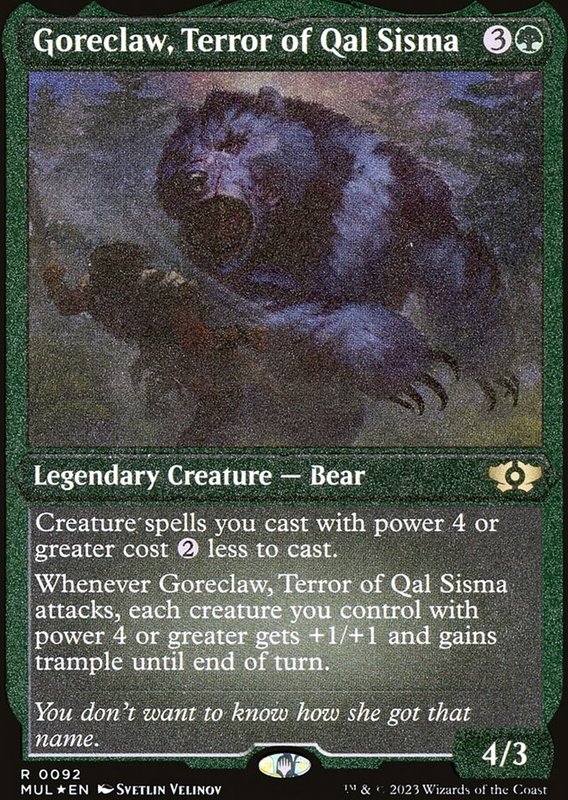 Goreclaw, Terror of Qal Sisma 3
Legendary Creature — Bear
Creature spells you cast with power 4 or
greater cost 2 less to cast.
Whenever Goreclaw, Terror of Qal Sisma
attacks, each creature you control with
power 4 or greater gets +1/+1 and gains
trample until end of turn.
You don't want to know how she got that
name.
4/3
R 0092
MUL★EN Svetlin Velinov
™ & © 2023 Wizards of the Coast